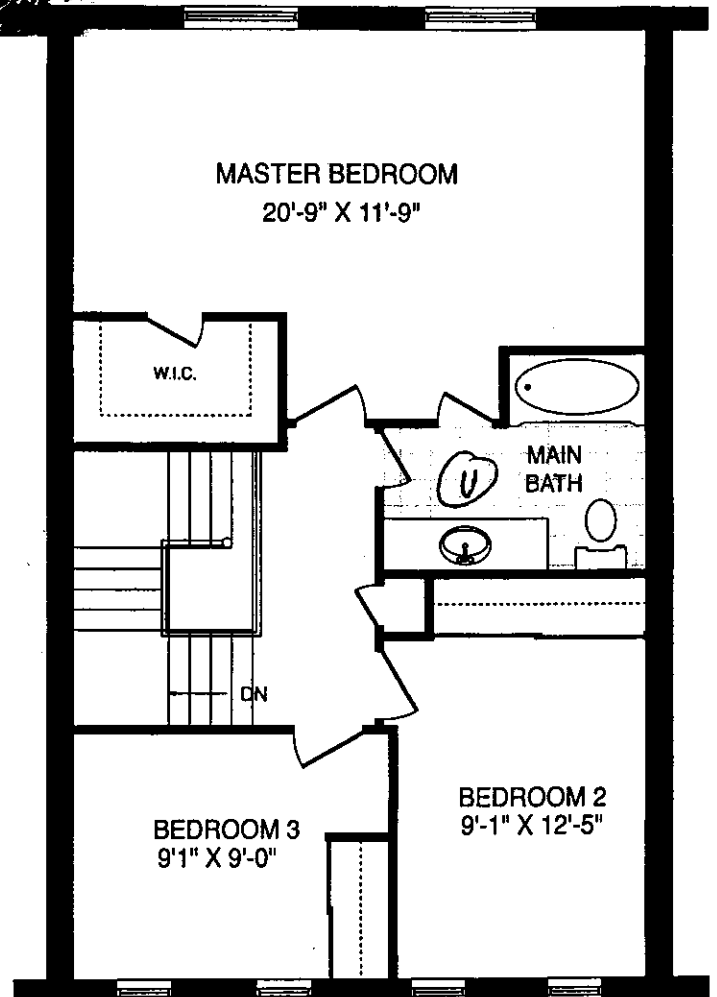 MASTER BEDROOM
20'-9" X 11'-9"
W.I.C.
MAIN
BATH
DN
BEDROOM 2
9'-1" X 12'-5"
BEDROOM 3
9'1" X 9'-0"